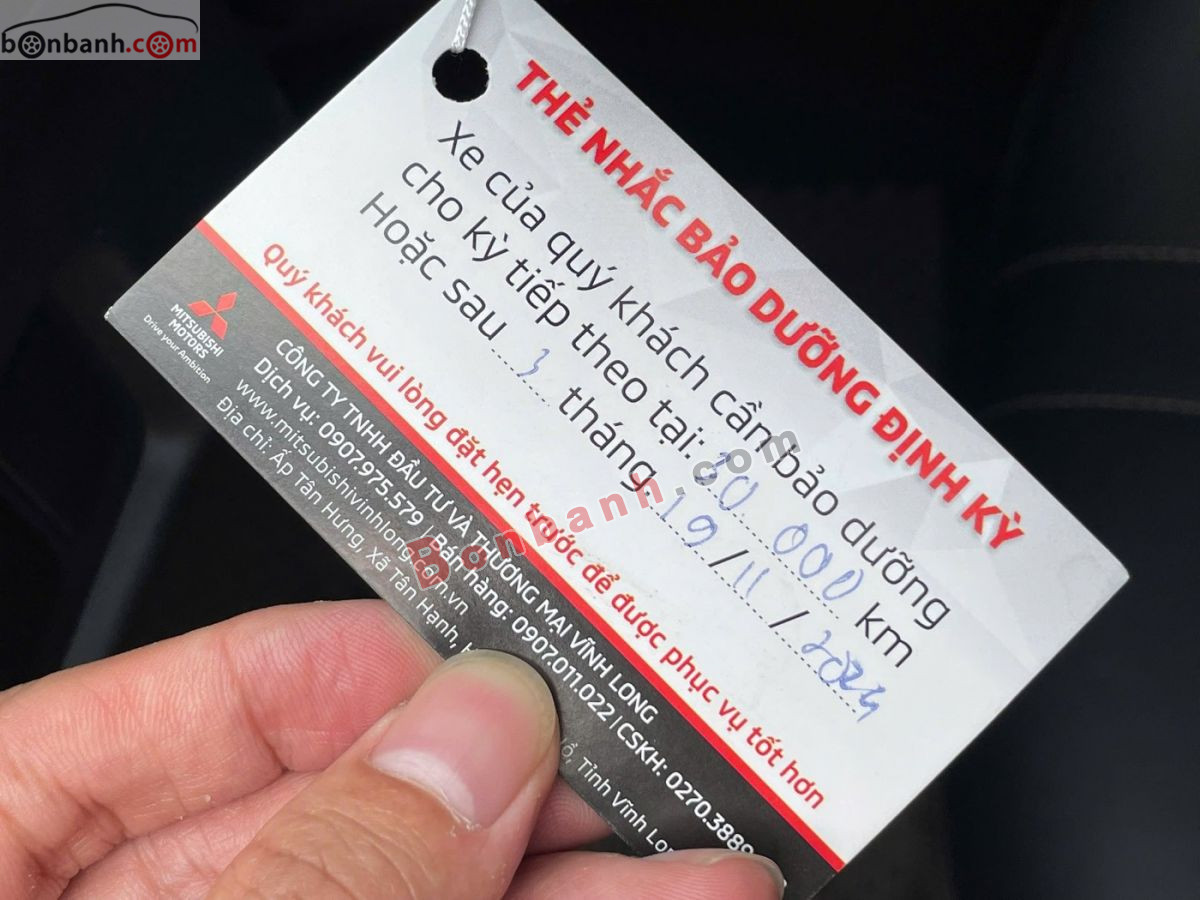 bonbanh.com
THẺ NHẮC BẢO DƯỠNG ĐỊNH KỲ
Xe của quý khách cần bảo dưỡng
cho kỳ tiếp theo tại: 30 000 km
Hoặc sau 3 tháng. 19/11/2024
Bonbanh.com
Quý khách vui lòng đặt hẹn trước để được phục vụ tốt hơn
MITSUBISHI
MOTORS
Drive your Ambition
CÔNG TY TNHH ĐẦU TƯ VÀ THƯƠNG MẠI VĨNH LONG
Dịch vụ: 0907.975.579 | Bán hàng: 0907.011.022 | CSKH: 0270.3889
www.mitsubishivinhlong.com.vn
Địa chỉ: Ấp Tân Hưng, Xã Tân Hạnh, Tỉnh Vĩnh Lon